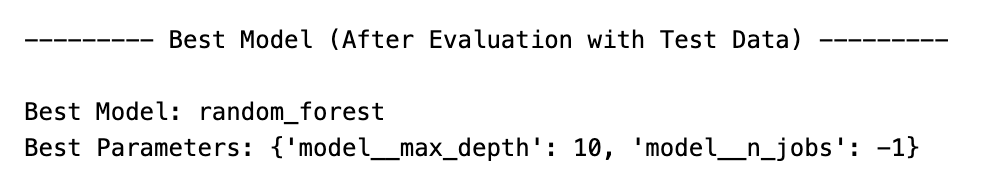 --------- Best Model (After Evaluation with Test Data) ---------
Best Model: random_forest
Best Parameters: {'model__max_depth': 10, 'model__n_jobs': -1}